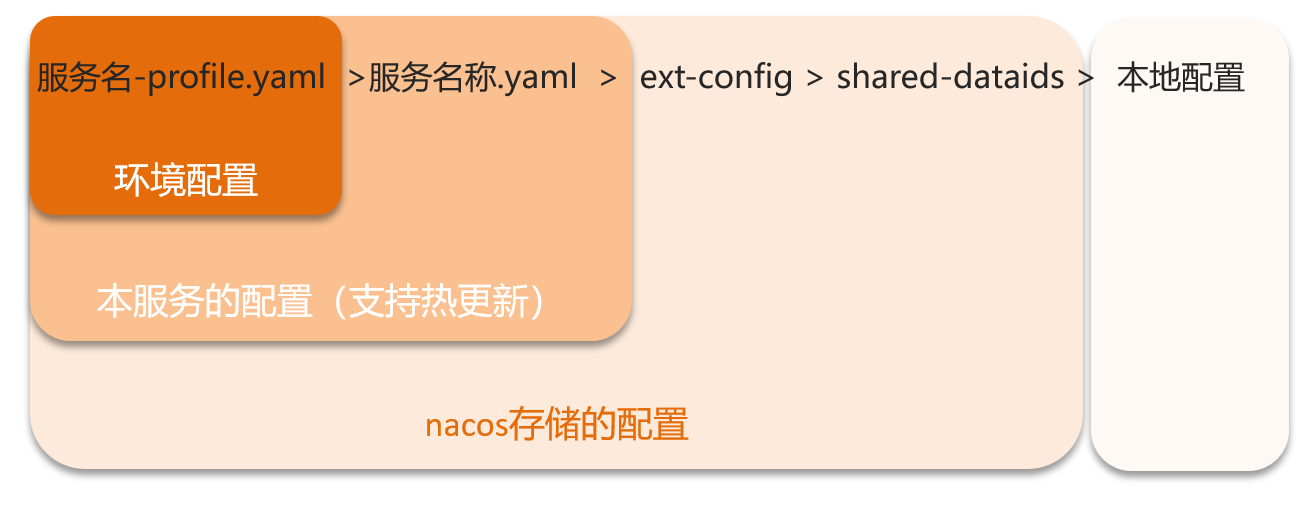 服务名-profile.yaml >服务名称.yaml > ext-config > shared-dataids > 本地配置
环境配置
本服务的配置（支持热更新）
nacos存储的配置